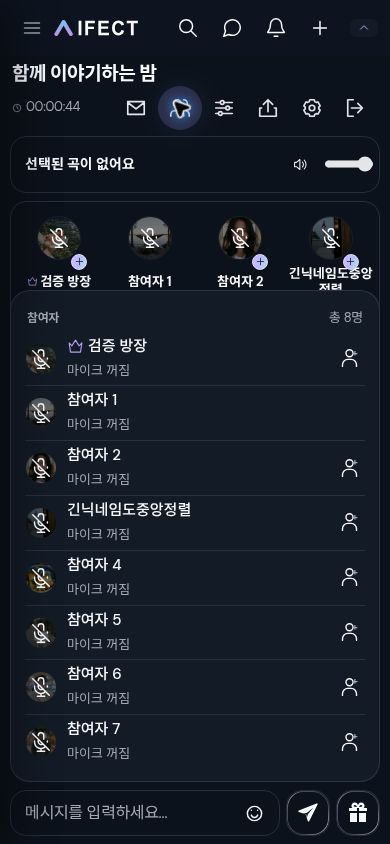 AIFECT
함께 이야기하는 밤
00:00:44
선택된 곡이 없어요
검증 방장
참여자 1
참여자 2
긴닉네임도중앙
정렬
참여자
총 8명
검증 방장
마이크 꺼짐
참여자 1
마이크 꺼짐
참여자 2
마이크 꺼짐
긴닉네임도중앙정렬
마이크 꺼짐
참여자 4
마이크 꺼짐
참여자 5
마이크 꺼짐
참여자 6
마이크 꺼짐
참여자 7
마이크 꺼짐
메시지를 입력하세요...